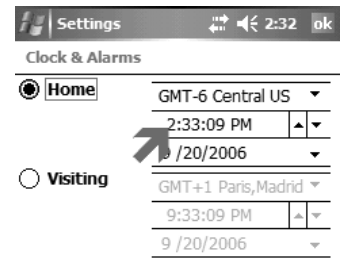 Settings 2:32 ok
Clock & Alarms
Home
GMT-6 Central US
2:33:09 PM
9 /20/2006
Visiting
GMT+1 Paris,Madrid
9:33:09 PM
9 /20/2006